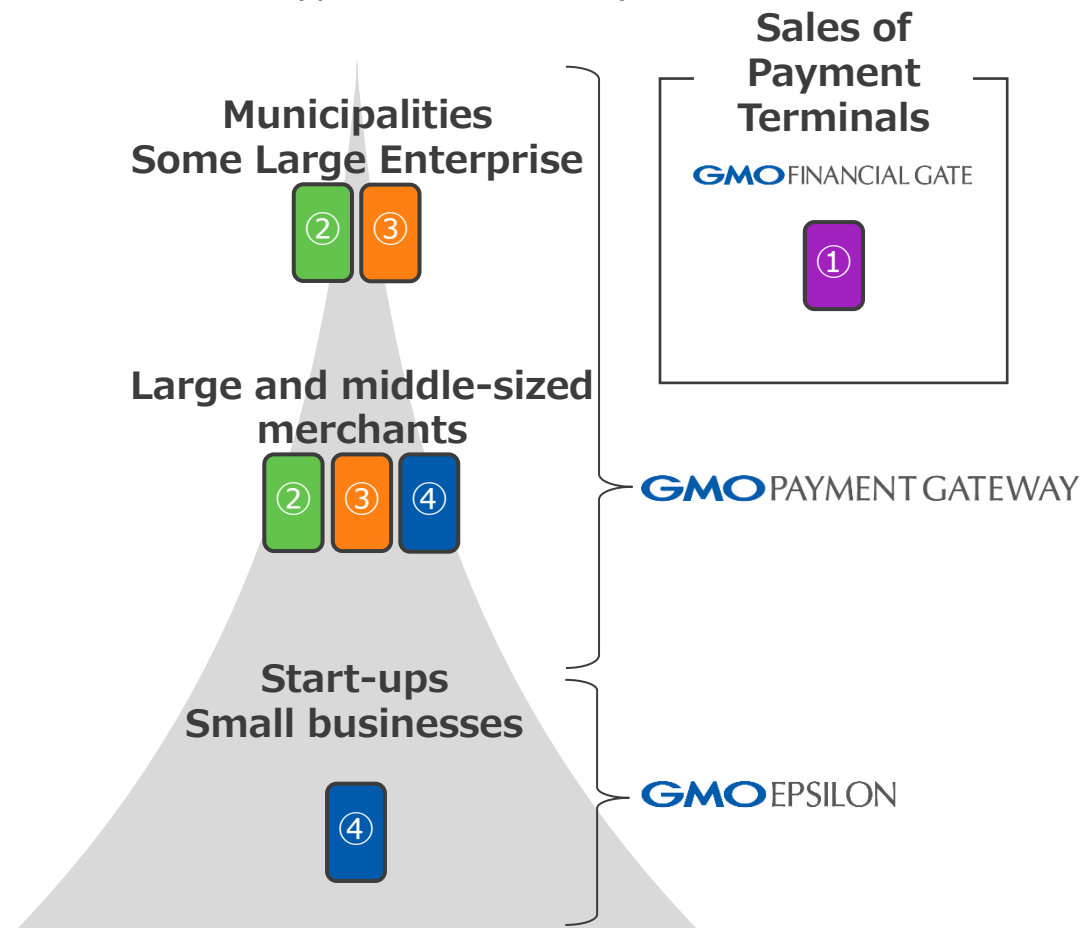 Sales of
Payment
Terminals
GMO FINANCIAL GATE
①
Municipalities
Some Large Enterprise
② ③
Large and middle-sized
merchants
② ③ ④
GMO PAYMENT GATEWAY
Start-ups
Small businesses
④
GMO EPSILON